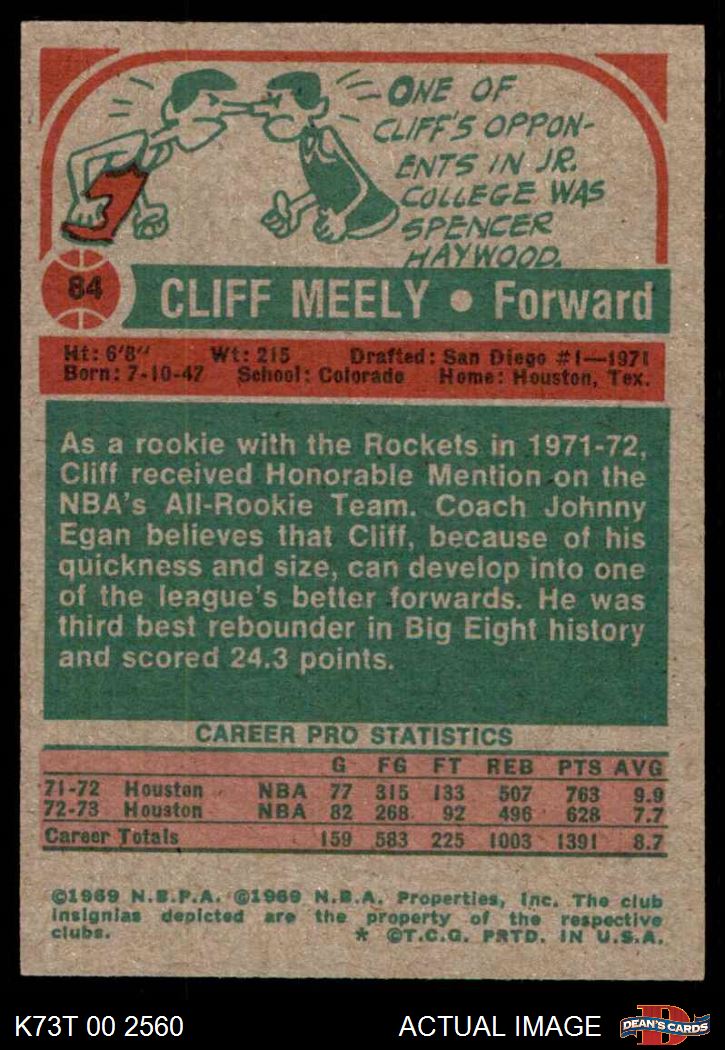 ONE OF
CLIFF'S OPPON-
ENTS IN JR.
COLLEGE WAS
SPENCER
HAYWOOD.
84
CLIFF MEELY • Forward
Ht: 6'8" Wt: 215 Drafted: San Diego #1—1971
Born: 7-10-47 School: Colorado Home: Houston, Tex.
As a rookie with the Rockets in 1971-72,
Cliff received Honorable Mention on the
NBA's All-Rookie Team. Coach Johnny
Egan believes that Cliff, because of his
quickness and size, can develop into one
of the league's better forwards. He was
third best rebounder in Big Eight history
and scored 24.3 points.
CAREER PRO STATISTICS
G FG FT REB PTS AVG
71-72 Houston NBA 77 315 133 507 763 9.9
72-73 Houston NBA 82 268 92 496 628 7.7
Career Totals 159 583 225 1003 1391 8.7
©1969 N.B.P.A. ©1969 N.B.A. Properties, Inc. The club
insignias depicted are the property of the respective
clubs. * ©T.C.G. PRTD. IN U.S.A.
K73T 00 2560 ACTUAL IMAGE DEAN'S CARDS